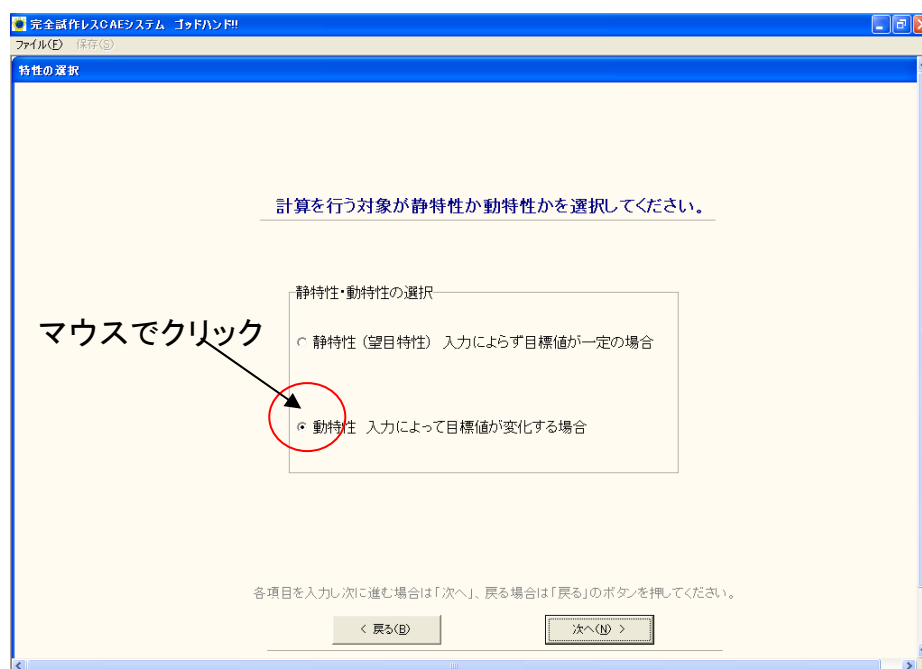 完全試作レスCAEシステム ゴッドハンド!!
ファイル(F) 保存(S)
特性の選択
計算を行う対象が静特性か動特性かを選択してください。
静特性・動特性の選択
マウスでクリック
静特性（望目特性） 入力によらず目標値が一定の場合
動特性 入力によって目標値が変化する場合
各項目を入力し次に進む場合は「次へ」、戻る場合は「戻る」のボタンを押してください。
< 戻る(B)
次へ(N) >